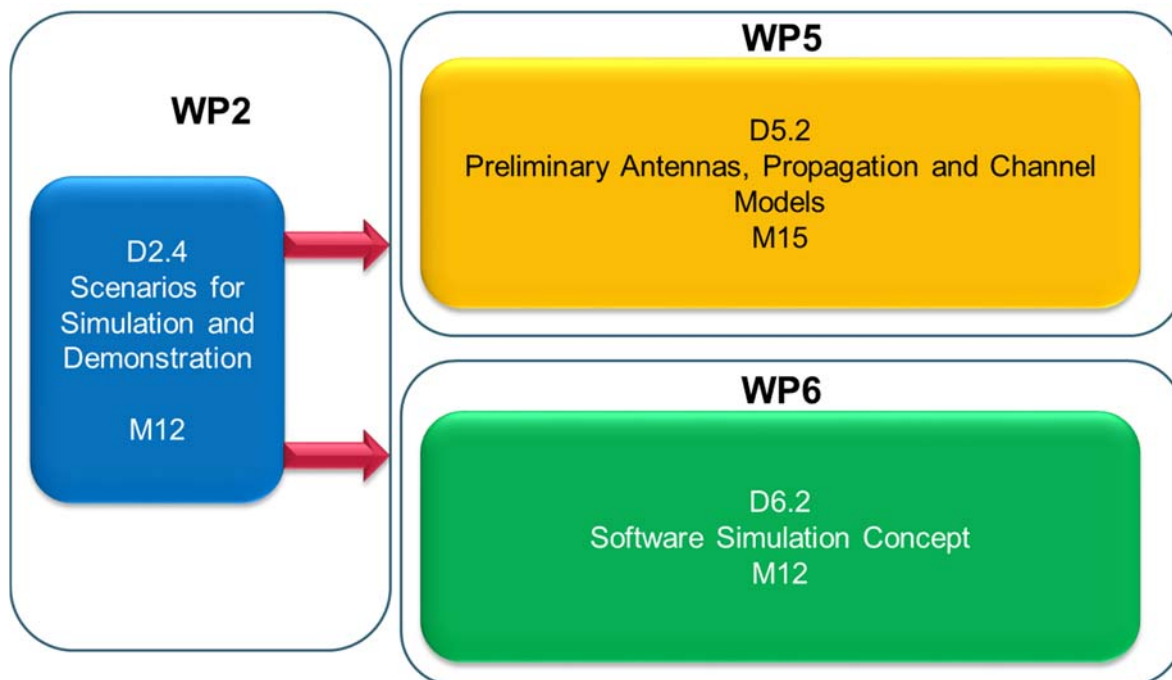 WP2
D2.4
Scenarios for
Simulation and
Demonstration
M12
WP5
D5.2
Preliminary Antennas, Propagation and Channel
Models
M15
WP6
D6.2
Software Simulation Concept
M12